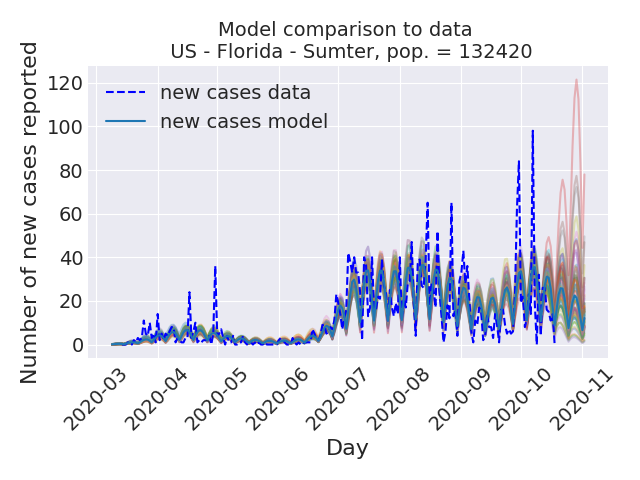 Model comparison to data
US - Florida - Sumter, pop. = 132420
Number of new cases reported
120
100
80
60
40
20
0
new cases data
new cases model
2020-03
2020-04
2020-05
2020-06
2020-07
2020-08
2020-09
2020-10
2020-11
Day